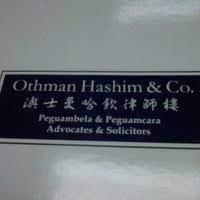 Othman Hashim & Co.
澳士曼哈欽律師樓
Peguambela & Peguamcara
Advocates & Solicitors